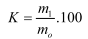 K = m₁/mₒ .100